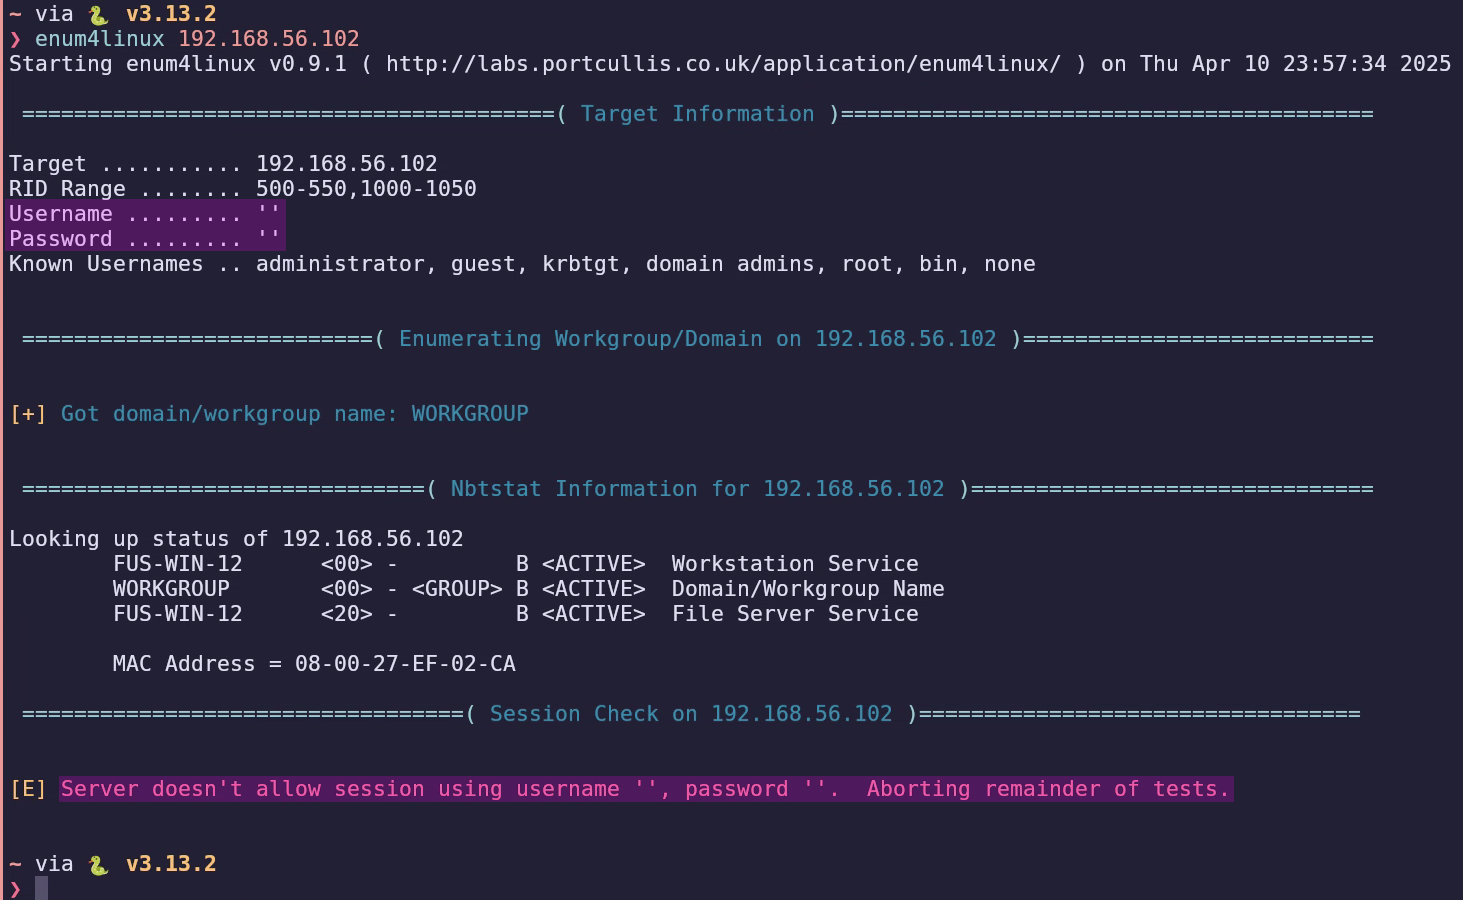 ~ via 🐍 v3.13.2
❯ enum4linux 192.168.56.102
Starting enum4linux v0.9.1 ( http://labs.portcullis.co.uk/application/enum4linux/ ) on Thu Apr 10 23:57:34 2025
=========================================( Target Information )=========================================
Target ........... 192.168.56.102
RID Range ........ 500-550,1000-1050
Username ......... ''
Password ......... ''
Known Usernames .. administrator, guest, krbtgt, domain admins, root, bin, none
===========================( Enumerating Workgroup/Domain on 192.168.56.102 )===========================
[+] Got domain/workgroup name: WORKGROUP
===============================( Nbtstat Information for 192.168.56.102 )===============================
Looking up status of 192.168.56.102
FUS-WIN-12      <00> -         B <ACTIVE>  Workstation Service
WORKGROUP       <00> - <GROUP> B <ACTIVE>  Domain/Workgroup Name
FUS-WIN-12      <20> -         B <ACTIVE>  File Server Service
MAC Address = 08-00-27-EF-02-CA
==================================( Session Check on 192.168.56.102 )==================================
[E] Server doesn't allow session using username '', password ''.  Aborting remainder of tests.
~ via 🐍 v3.13.2
❯